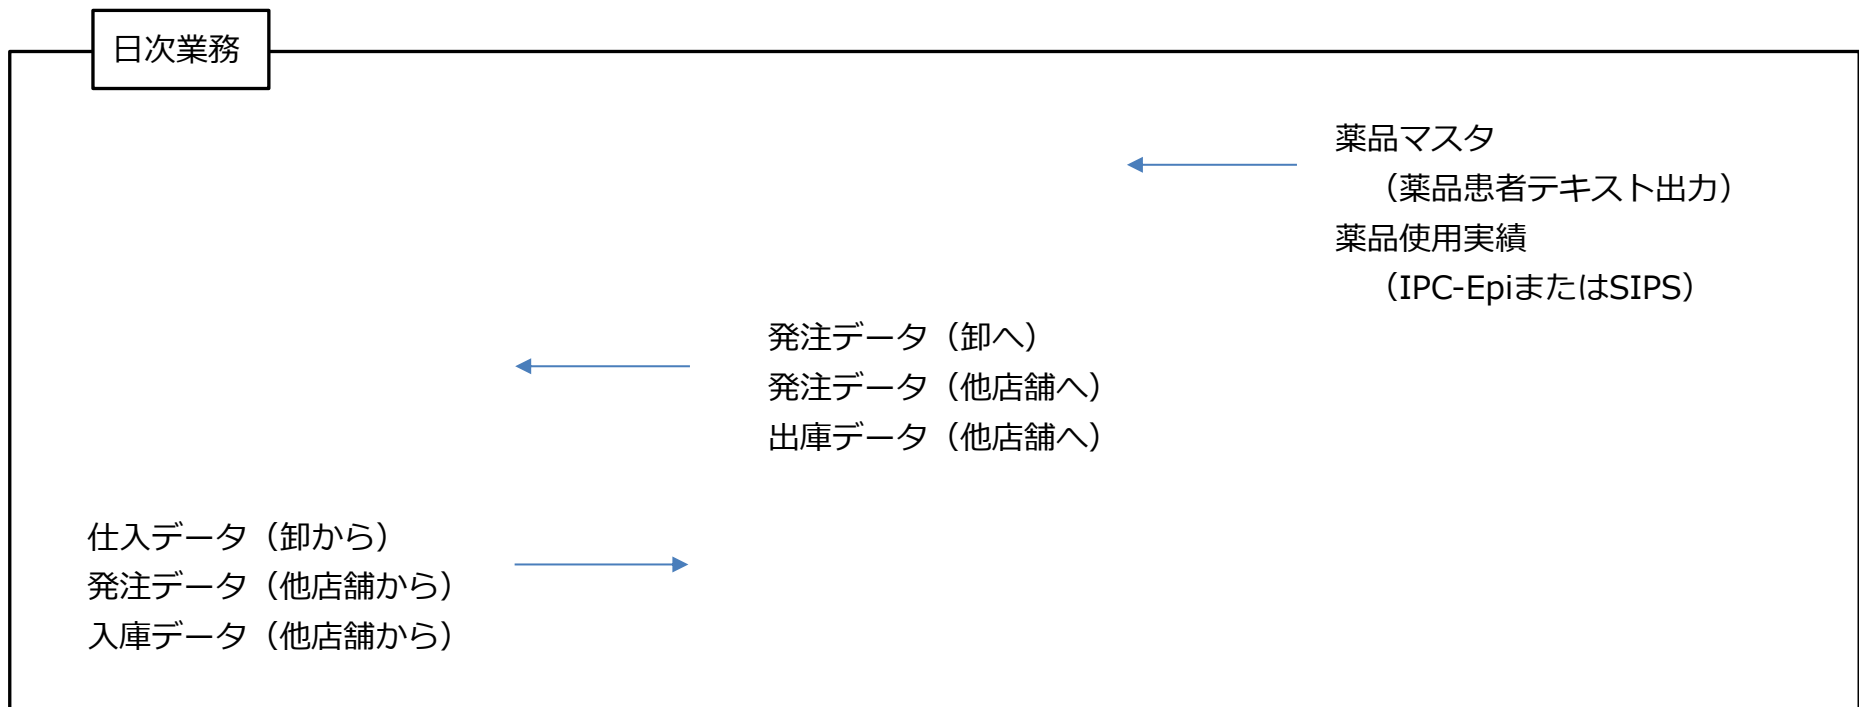 日次業務
薬品マスタ
（薬品患者テキスト出力）
薬品使用実績
（IPC-EpiまたはSIPS）
発注データ（卸へ）
発注データ（他店舗へ）
出庫データ（他店舗へ）
仕入データ（卸から）
発注データ（他店舗から）
入庫データ（他店舗から）